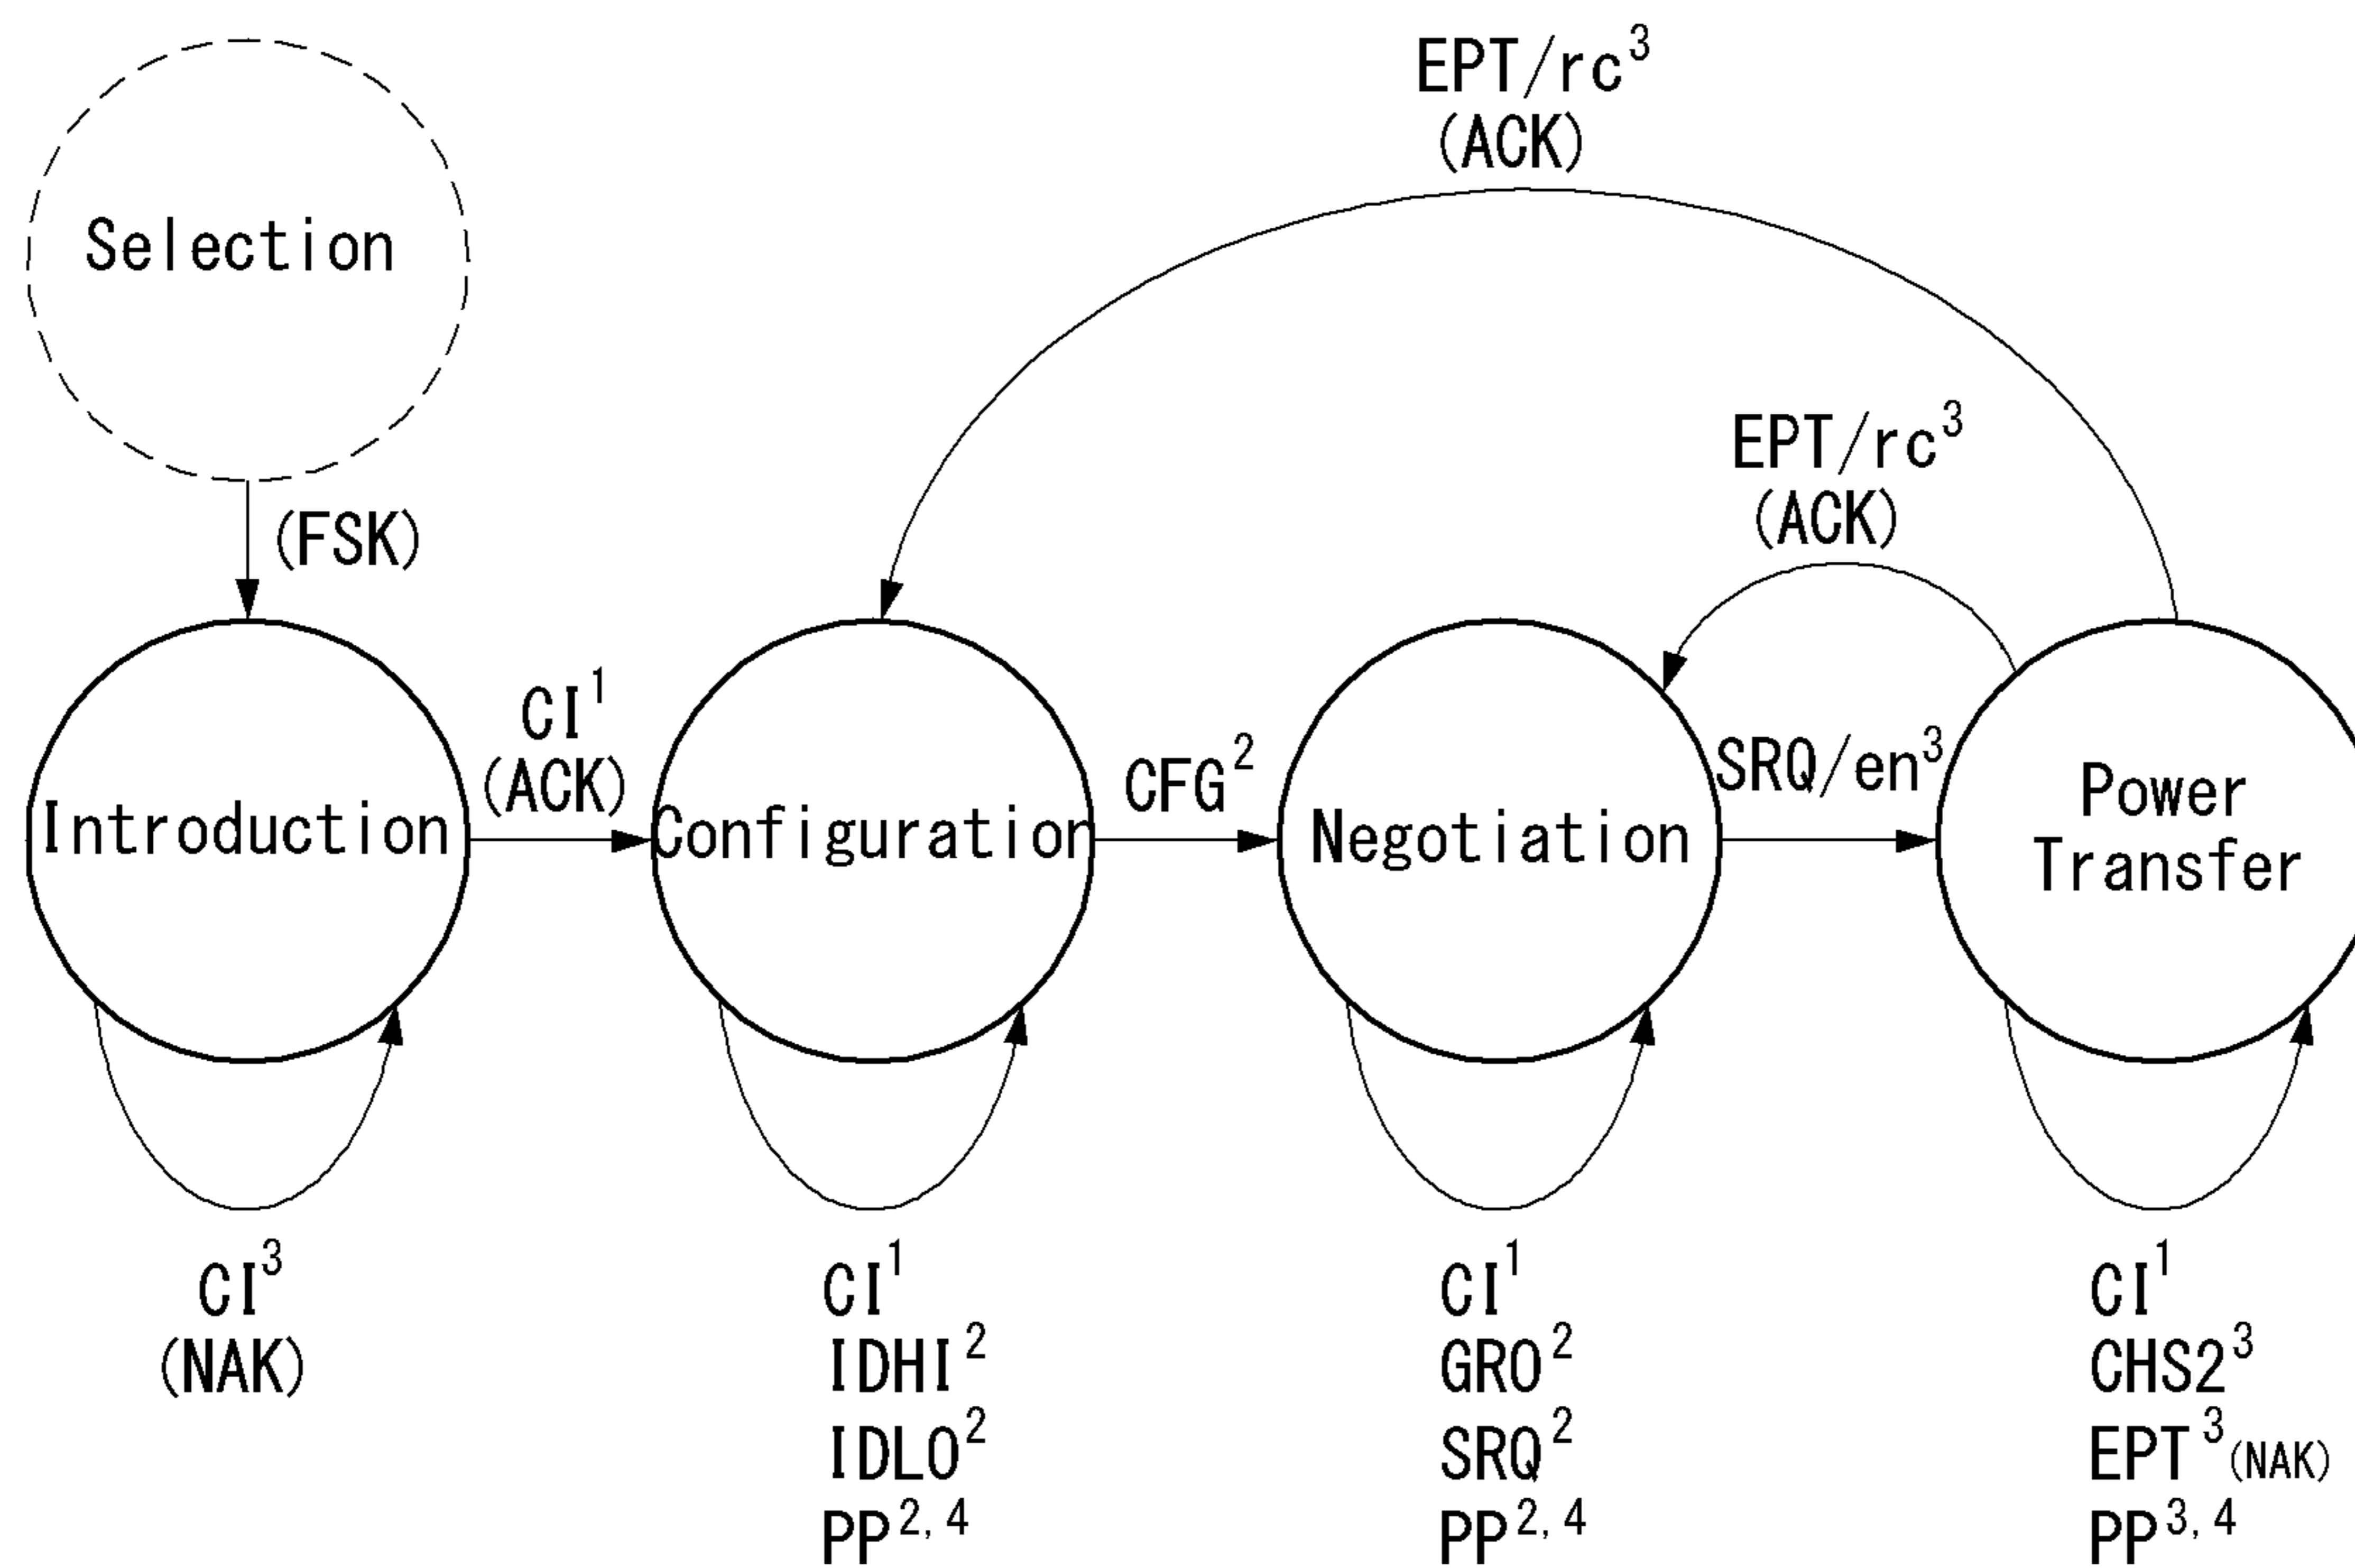 EPT/rc³
(ACK)
Selection
EPT/rc³
(ACK)
(FSK)
CI¹
(ACK)
CFG²
SRQ/en³
Introduction
Configuration
Negotiation
Power
Transfer
CI³
(NAK)
CI¹
IDHI²
IDLO²
PP²,⁴
CI¹
GRO²
SRQ²
PP²,⁴
CI¹
CHS2³
EPT³(NAK)
PP³,⁴